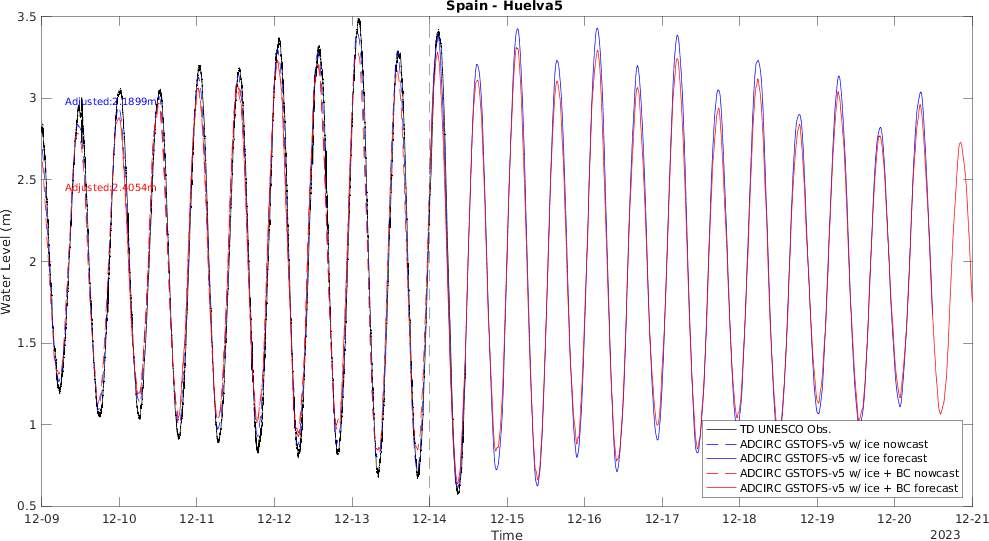 Spain - Huelva5
3.5
3
2.5
2
1.5
1
0.5
Water Level (m)
Adjusted:2.1899m
Adjusted:2.4054m
TD UNESCO Obs.
ADCIRC GSTOFS-v5 w/ ice nowcast
ADCIRC GSTOFS-v5 w/ ice forecast
ADCIRC GSTOFS-v5 w/ ice + BC nowcast
ADCIRC GSTOFS-v5 w/ ice + BC forecast
12-09 12-10 12-11 12-12 12-13 12-14 12-15 12-16 12-17 12-18 12-19 12-20 12-21
Time
2023